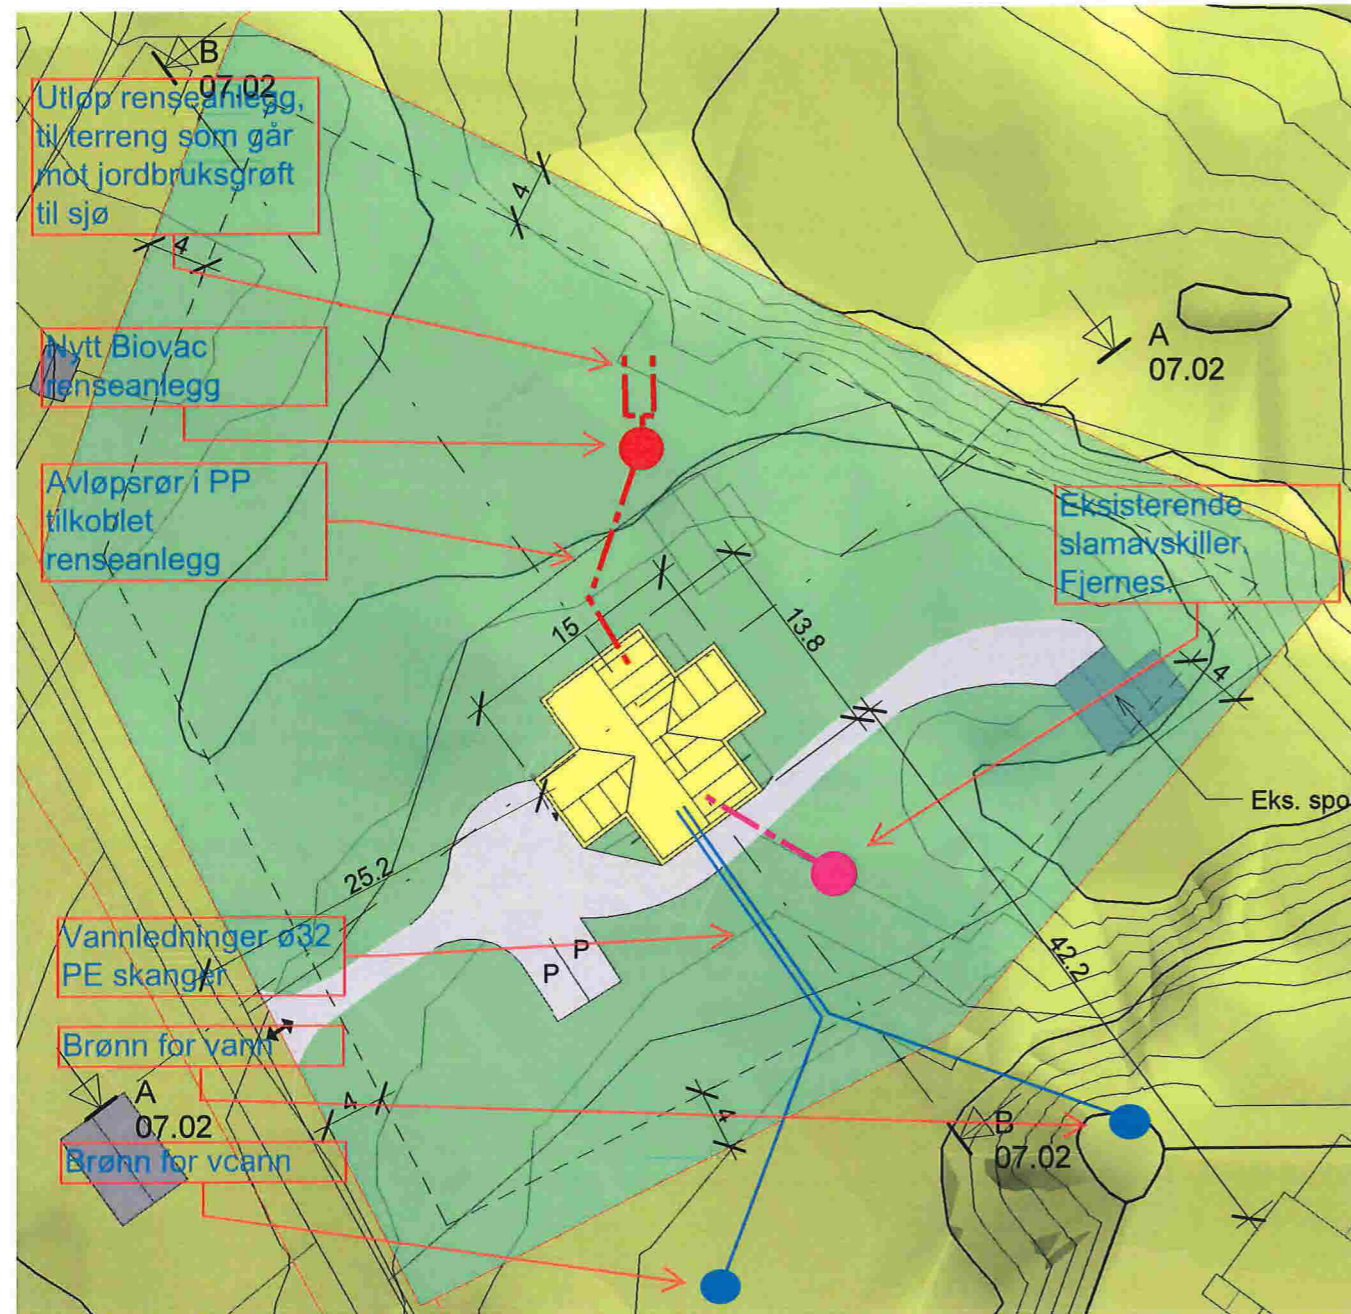 B
07.02
Utløp renseanlegg,
til terreng som går
mot jordbruksgrøft
til sjø
4
4
A
07.02
Nytt Biovac
renseanlegg
Avløpsrør i PP
tilkoblet
renseanlegg
Eksisterende
slamavskiller,
Fjernes.
15
13.8
4
Eks. spo
25.2
Vannledninger ø32
PE skanger
P
P
42.2
Brønn for vann
A
07.02
4
4
B
07.02
Brønn for vcann